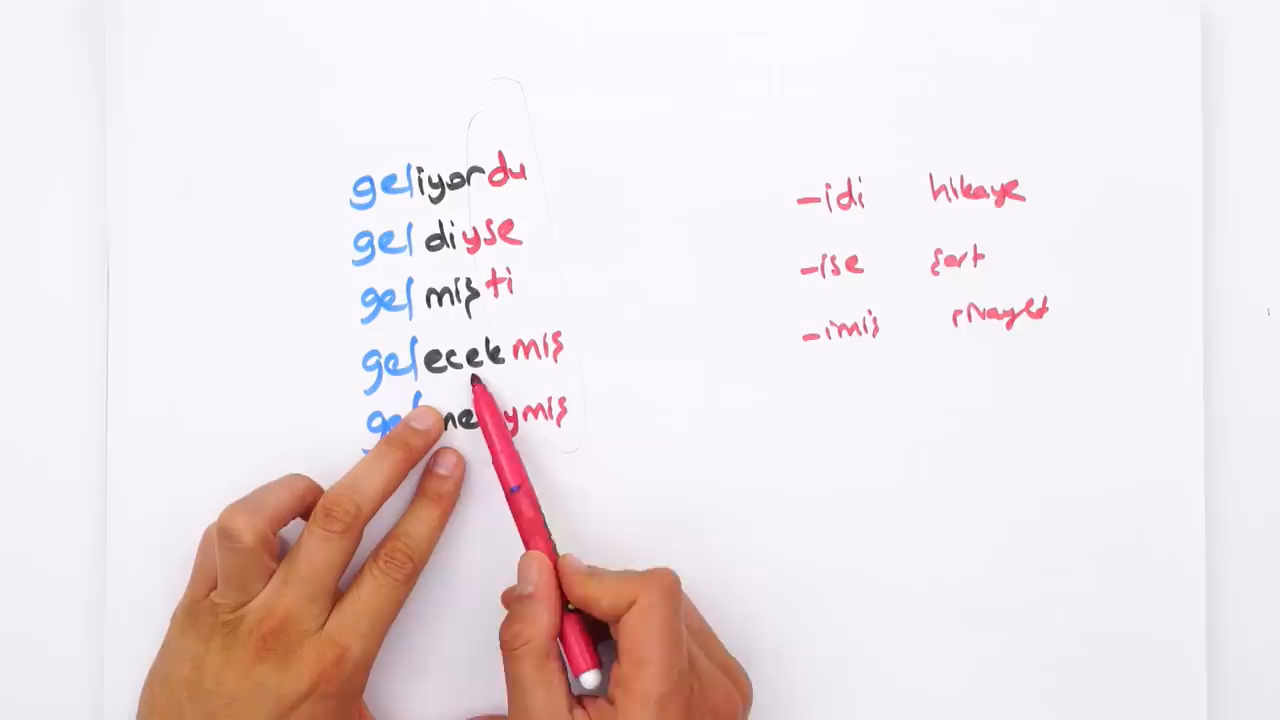 geliyordu
geldiyse
gelmişti
gelecekmiş
-idi hikaye
-ise şart
-imiş rivayet